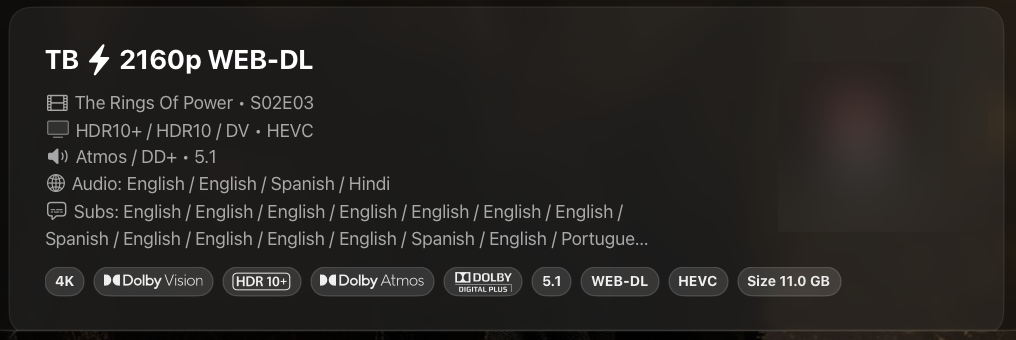 TB ⚡ 2160p WEB-DL
The Rings Of Power • S02E03
HDR10+ / HDR10 / DV • HEVC
Atmos / DD+ • 5.1
Audio: English / English / Spanish / Hindi
Subs: English / English / English / English / English / English / English /
Spanish / English / English / English / English / Spanish / English / Portugue...
4K Dolby Vision HDR 10+ Dolby Atmos DOLBY DIGITAL PLUS 5.1 WEB-DL HEVC Size 11.0 GB